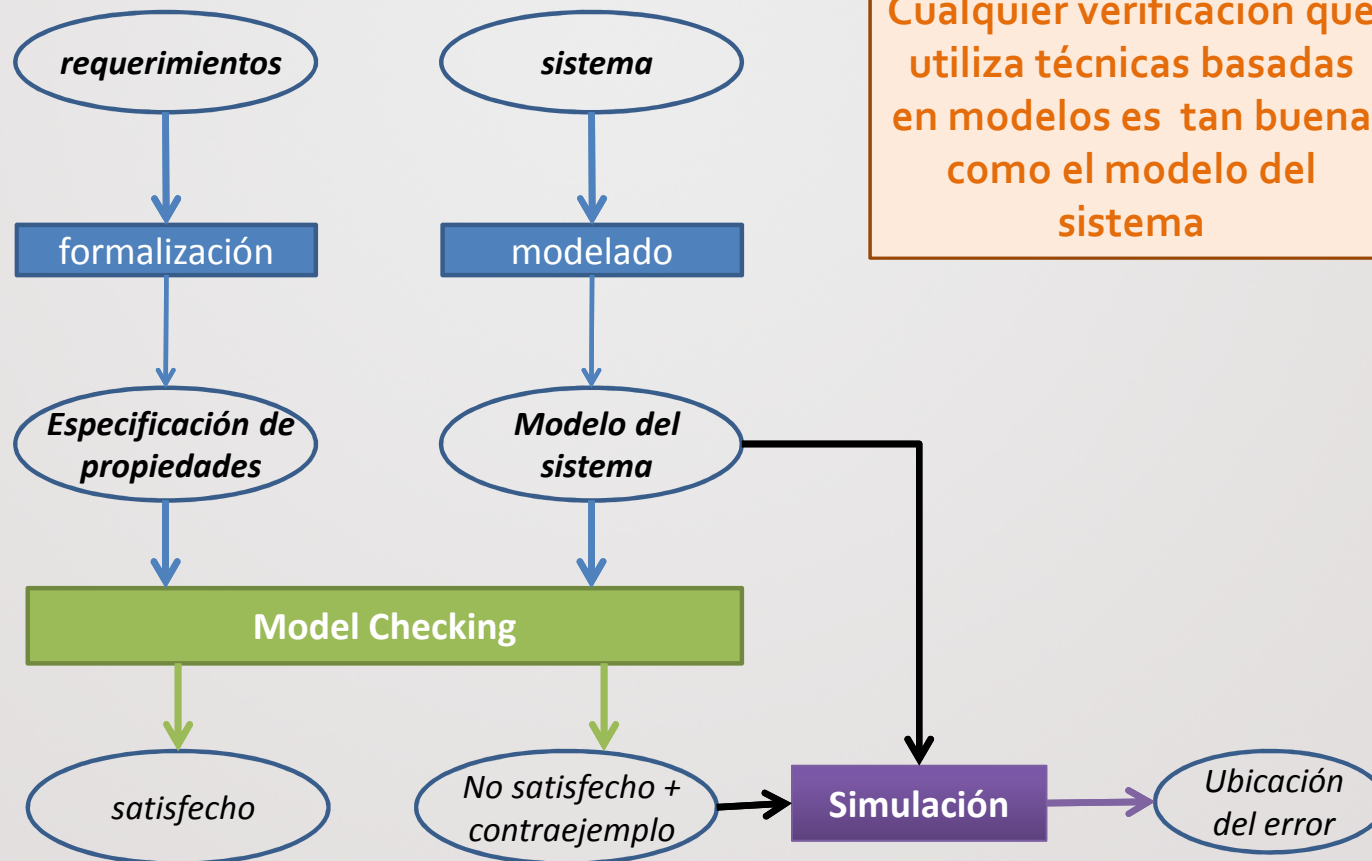 requerimientos
sistema
Cualquier verificación que
utiliza técnicas basadas
en modelos es tan buena
como el modelo del
sistema
formalización
modelado
Especificación de
propiedades
Modelo del
sistema
Model Checking
satisfecho
No satisfecho +
contraejemplo
Simulación
Ubicación
del error